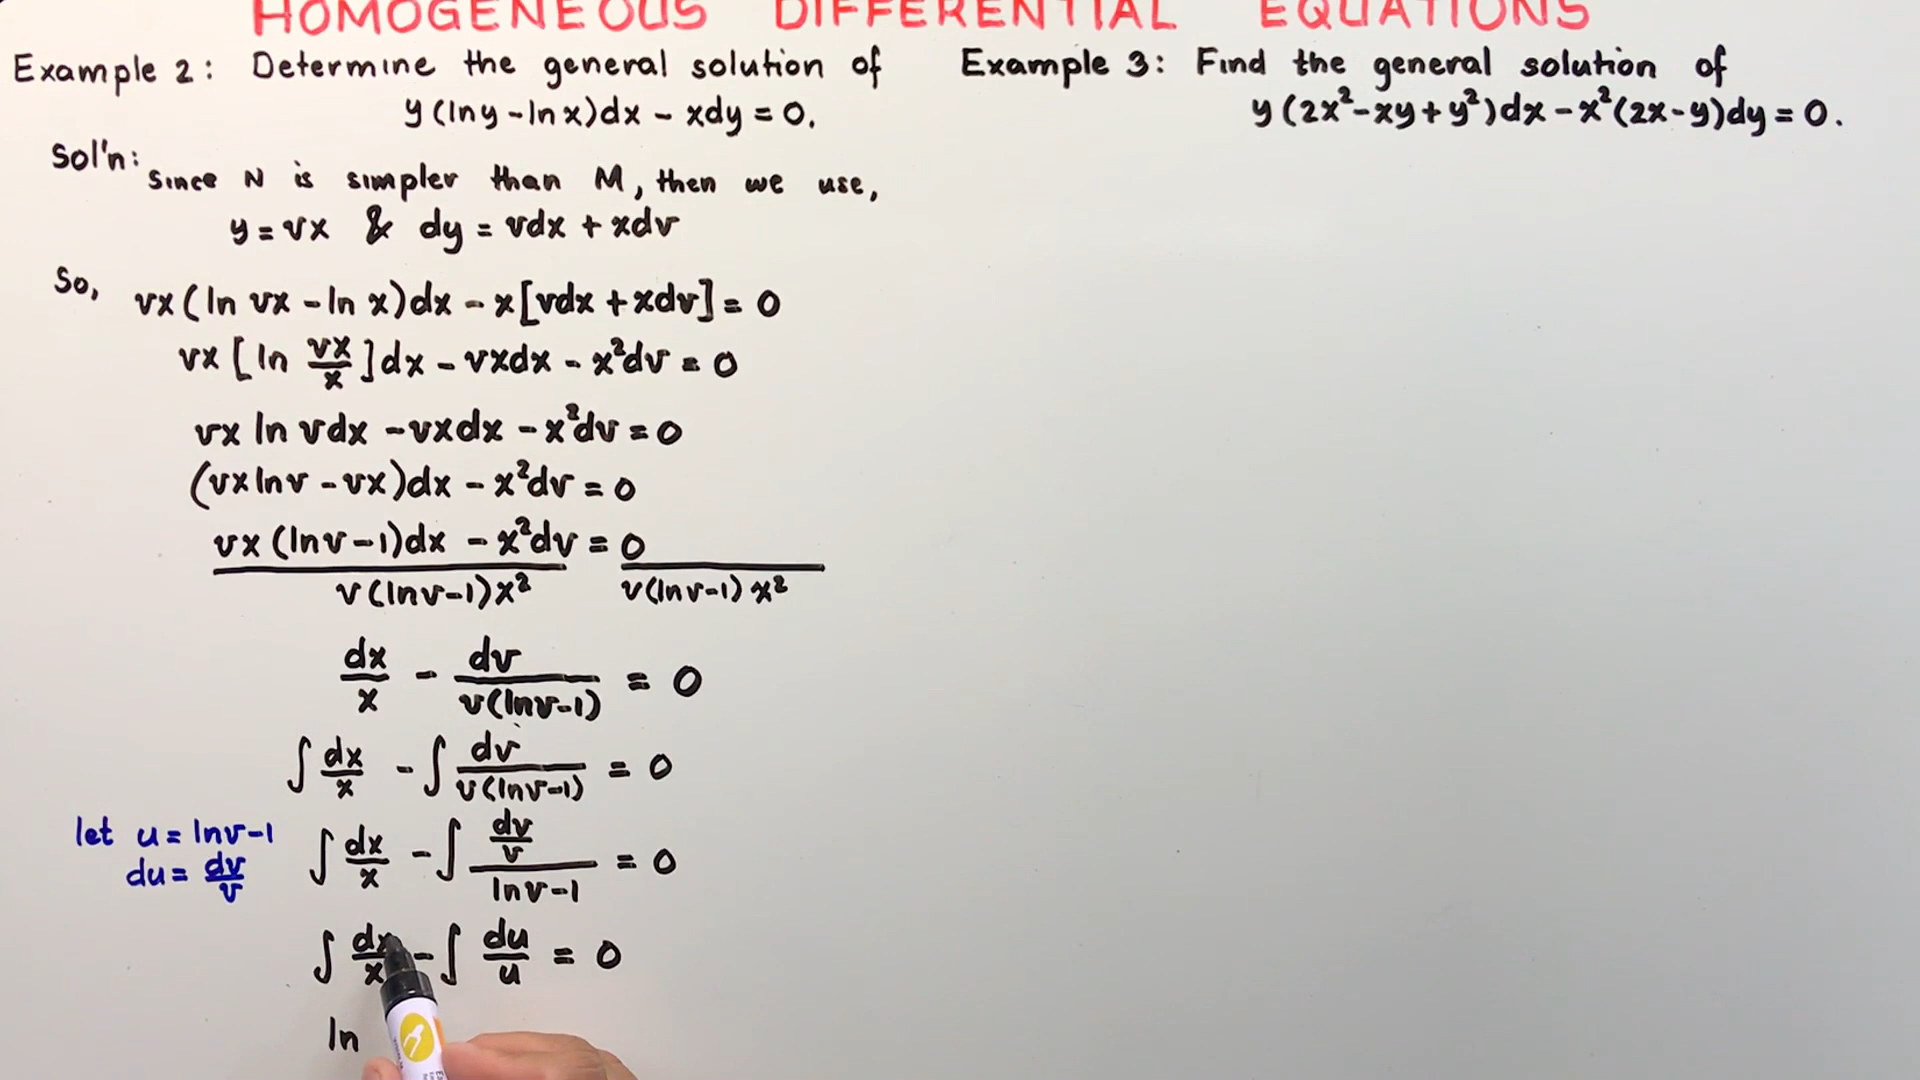 HOMOGENEOUS DIFFERENTIAL EQUATIONS
Example 2: Determine the general solution of
y(lny-lnx)dx - xdy = 0.
Sol'n:
Since N is simpler than M, then we use,
y = vx & dy = vdx + xdv
So,
vx(ln vx - ln x)dx - x[vdx + xdv] = 0
vx[ln vx/x]dx - vxdx - x²dv = 0
vx ln vdx - vxdx - x²dv = 0
(vxlnv - vx)dx - x²dv = 0
vx(lnv-1)dx - x²dv = 0
v(lnv-1)x² v(lnv-1)x²
dx/x - dv/v(lnv-1) = 0
∫dx/x - ∫dv/v(lnv-1) = 0
let u = lnv-1
du = dv/v
∫dx/x - ∫(dv/v)/(lnv-1) = 0
∫dx/x - ∫du/u = 0
ln
Example 3: Find the general solution of
y(2x²-xy+y²)dx - x²(2x-y)dy = 0.